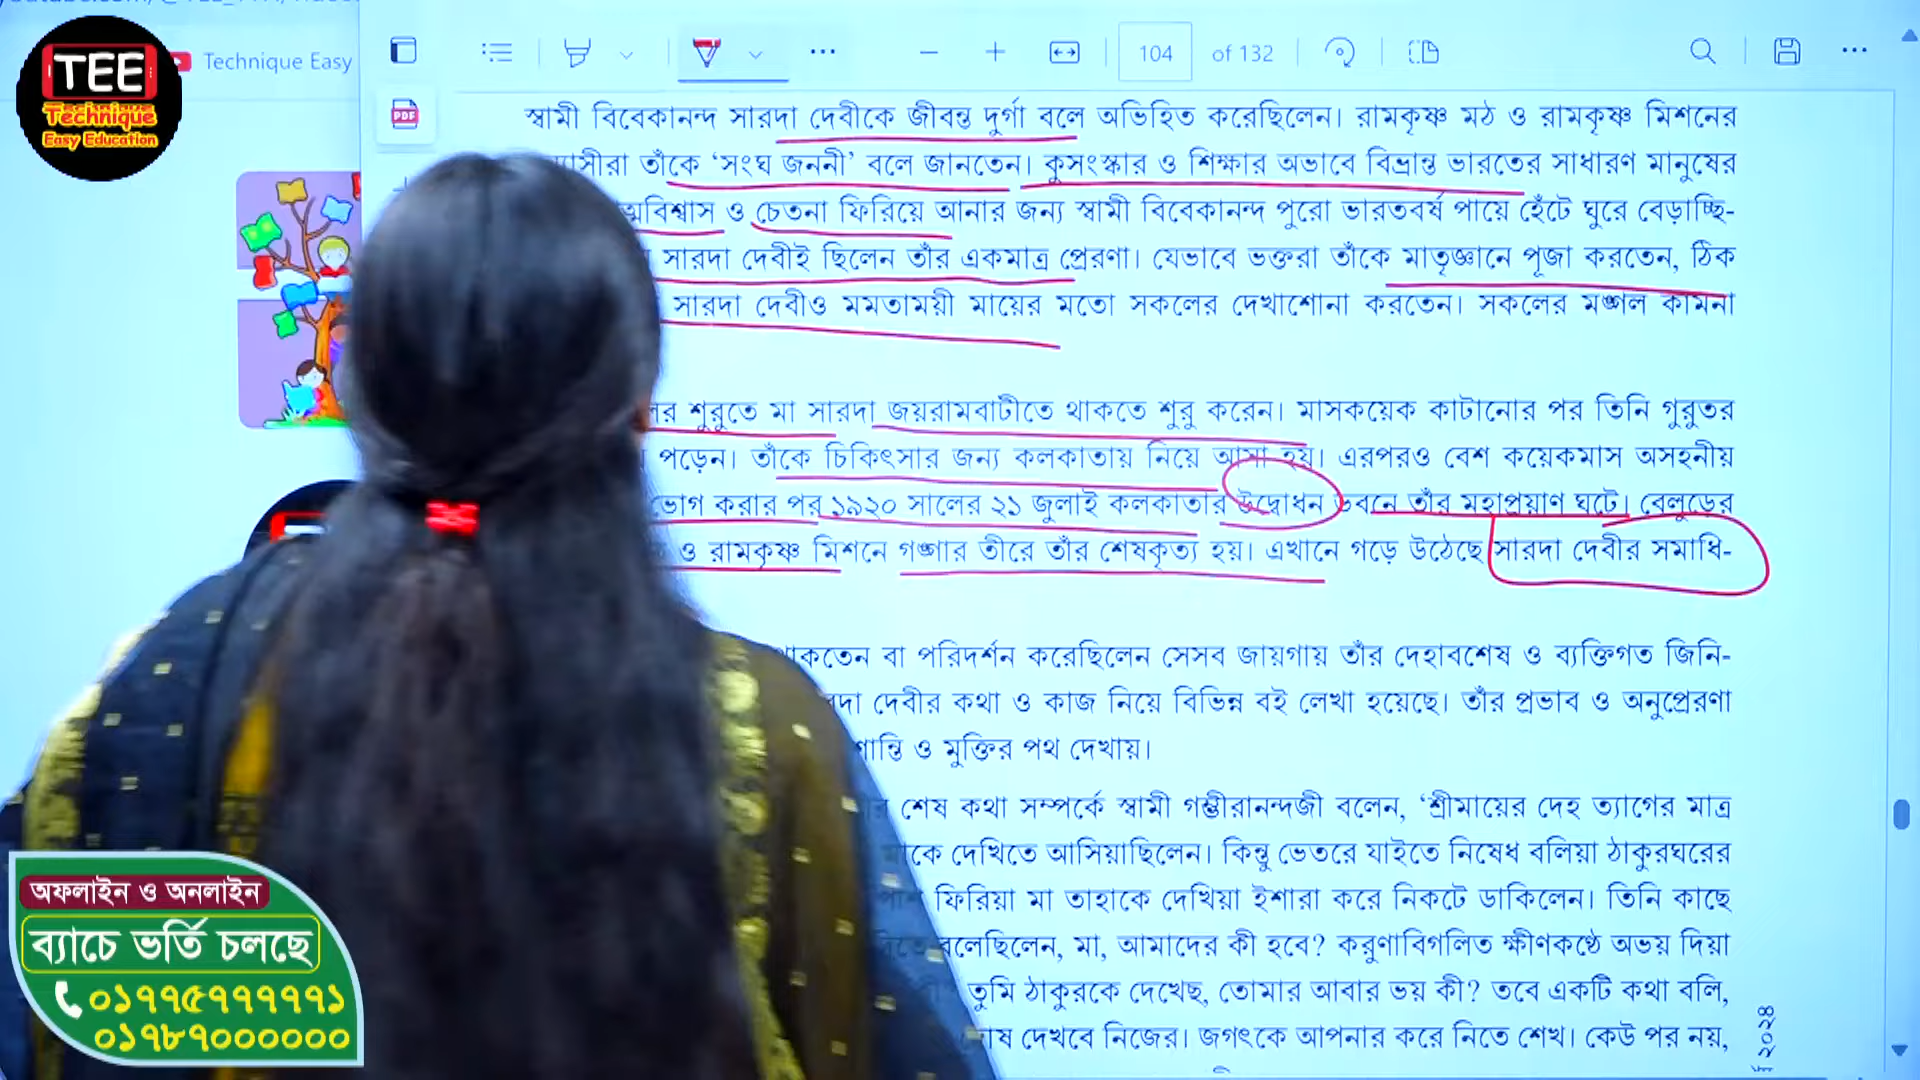 TEE
Technique
Easy Education
Technique Easy
104 of 132
PDF
স্বামী বিবেকানন্দ সারদা দেবীকে জীবন্ত দুর্গা বলে অভিহিত করেছিলেন। রামকৃষ্ণ মঠ ও রামকৃষ্ণ মিশনের
তাঁকে ‘সংঘ জননী’ বলে জানতেন। কুসংস্কার ও শিক্ষার অভাবে বিভ্রান্ত ভারতের সাধারণ মানুষের
ও চেতনা ফিরিয়ে আনার জন্য স্বামী বিবেকানন্দ পুরো ভারতবর্ষ পায়ে হেঁটে ঘুরে বেড়াচ্ছি-
সারদা দেবীই ছিলেন তাঁর একমাত্র প্রেরণা। যেভাবে ভক্তরা তাঁকে মাতৃজ্ঞানে পূজা করতেন, ঠিক
সারদা দেবীও মমতাময়ী মায়ের মতো সকলের দেখাশোনা করতেন। সকলের মঙ্গল কামনা
শুরুতে মা সারদা জয়রামবাটীতে থাকতে শুরু করেন। মাসকয়েক কাটানোর পর তিনি গুরুতর
পড়েন। তাঁকে চিকিৎসার জন্য কলকাতায় নিয়ে আসা হয়। এরপরও বেশ কয়েকমাস অসহনীয়
ভোগ করার পর ১৯২০ সালের ২১ জুলাই কলকাতার উদ্বোধন ভবনে তাঁর মহাপ্রয়াণ ঘটে। বেলুড়ের
ও রামকৃষ্ণ মিশনে গঙ্গার তীরে তাঁর শেষকৃত্য হয়। এখানে গড়ে উঠেছে সারদা দেবীর সমাধি-
থাকতেন বা পরিদর্শন করেছিলেন সেসব জায়গায় তাঁর দেহাবশেষ ও ব্যক্তিগত জিনি-
দেবীর কথা ও কাজ নিয়ে বিভিন্ন বই লেখা হয়েছে। তাঁর প্রভাব ও অনুপ্রেরণা
ও মুক্তির পথ দেখায়।
শেষ কথা সম্পর্কে স্বামী গম্ভীরানন্দজী বলেন, ‘শ্রীমায়ের দেহ ত্যাগের মাত্র
দেখিতে আসিয়াছিলেন। কিন্তু ভেতরে যাইতে নিষেধ বলিয়া ঠাকুরঘরের
ফিরিয়া মা তাহাকে দেখিয়া ইশারা করে নিকটে ডাকিলেন। তিনি কাছে
বলেছিলেন, মা, আমাদের কী হবে? করুণাবিগলিত ক্ষীণকণ্ঠে অভয় দিয়া
তুমি ঠাকুরকে দেখেছ, তোমার আবার ভয় কী? তবে একটি কথা বলি,
দেখবে নিজের। জগৎকে আপনার করে নিতে শেখ। কেউ পর নয়,
২০২৪
অফলাইন ও অনলাইন
ব্যাচে ভর্তি চলছে
০১৭৭৫৭৭৭৭৭১
০১৭৮৭০০০০০০